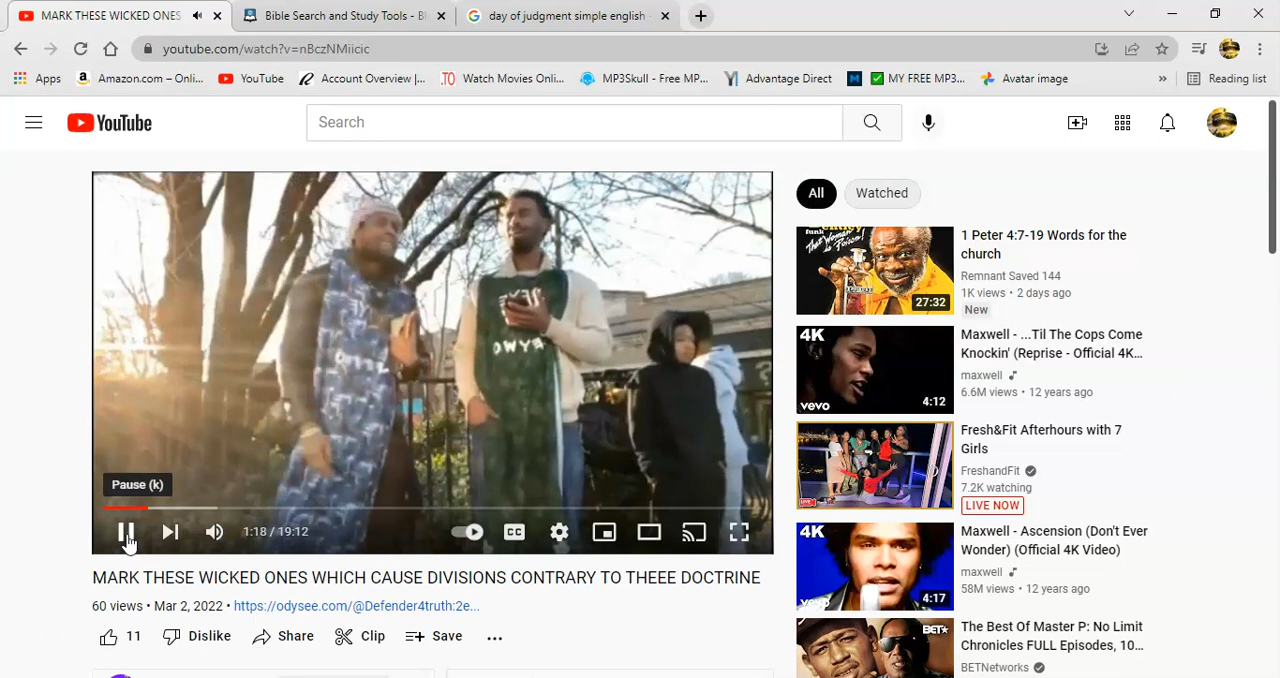 MARK THESE WICKED ONES
Bible Search and Study Tools - Bl
day of judgment simple english -
youtube.com/watch?v=nBczNMiicic
Apps
Amazon.com – Onli...
YouTube
Account Overview |...
Watch Movies Onlin...
MP3Skull - Free MP...
Advantage Direct
MY FREE MP3...
Avatar image
»
Reading list
YouTube
Search
All
Watched
1 Peter 4:7-19 Words for the
church
Remnant Saved 144
1K views • 2 days ago
New
27:32
4K
Maxwell - ...Til The Cops Come
Knockin' (Reprise - Official 4K...
maxwell
6.6M views • 12 years ago
vevo
4:12
Fresh&Fit Afterhours with 7
Girls
FreshandFit
7.2K watching
LIVE NOW
4K
Maxwell - Ascension (Don't Ever
Wonder) (Official 4K Video)
maxwell
58M views • 12 years ago
vevo
4:17
The Best Of Master P: No Limit
Chronicles FULL Episodes, 10...
BETNetworks
BET
Pause (k)
1:18 / 19:12
CC
MARK THESE WICKED ONES WHICH CAUSE DIVISIONS CONTRARY TO THEEE DOCTRINE
60 views • Mar 2, 2022 • https://odysee.com/@Defender4truth:2e...
11
Dislike
Share
Clip
Save